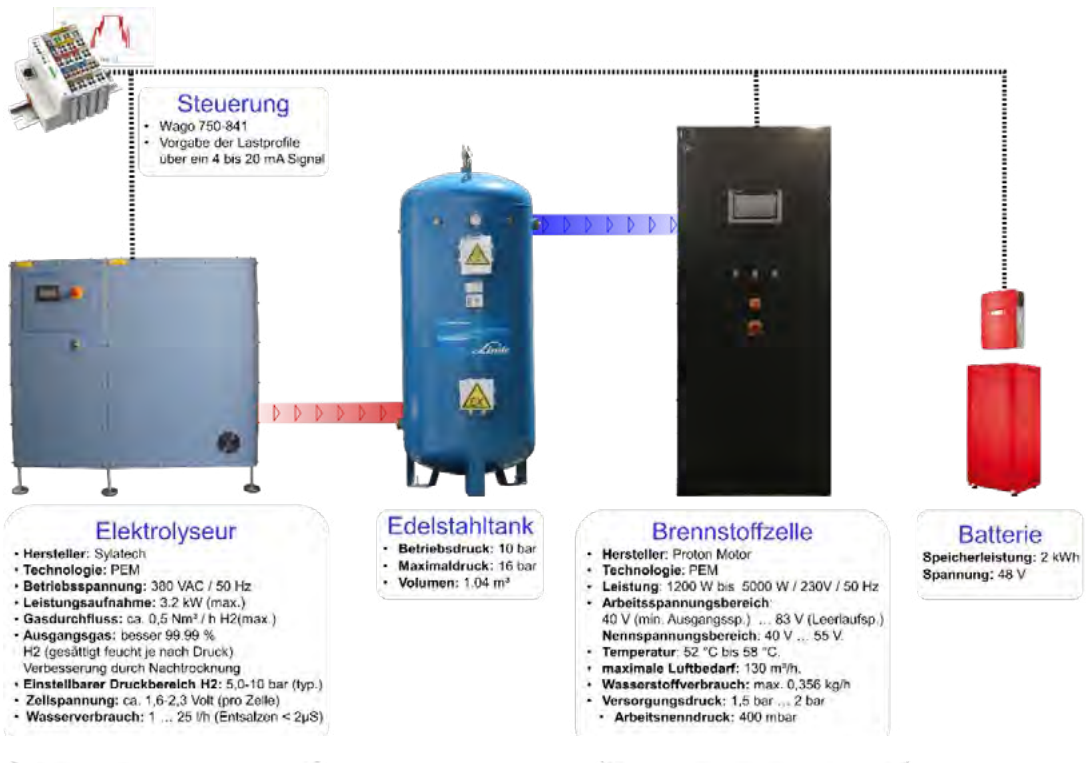 Steuerung
• Wago 750-841
• Vorgabe der Lastprofile
über ein 4 bis 20 mA Signal
Linde
EX
Elektrolyseur
• Hersteller: Sylatech
• Technologie: PEM
• Betriebsspannung: 380 VAC / 50 Hz
• Leistungsaufnahme: 3.2 kW (max.)
• Gasdurchfluss: ca. 0,5 Nm³ / h H2(max.)
• Ausgangsgas: besser 99.99 %
H2 (gesättigt feucht je nach Druck)
Verbesserung durch Nachtrocknung
• Einstellbarer Druckbereich H2: 5,0-10 bar (typ.)
• Zellspannung: ca. 1,6-2,3 Volt (pro Zelle)
• Wasserverbrauch: 1 ... 25 l/h (Entsalzen < 2µS)
Edelstahltank
• Betriebsdruck: 10 bar
• Maximaldruck: 16 bar
• Volumen: 1.04 m³
Brennstoffzelle
• Hersteller: Proton Motor
• Technologie: PEM
• Leistung: 1200 W bis 5000 W / 230V / 50 Hz
• Arbeitsspannungsbereich:
40 V (min. Ausgangssp.) ... 83 V (Leerlaufsp.)
Nennspannungsbereich: 40 V ... 55 V.
• Temperatur: 52 °C bis 58 °C.
• maximale Luftbedarf: 130 m³/h.
• Wasserstoffverbrauch: max. 0,356 kg/h
• Versorgungsdruck: 1,5 bar ... 2 bar
• Arbeitsnenndruck: 400 mbar
Batterie
Speicherleistung: 2 kWh
Spannung: 48 V